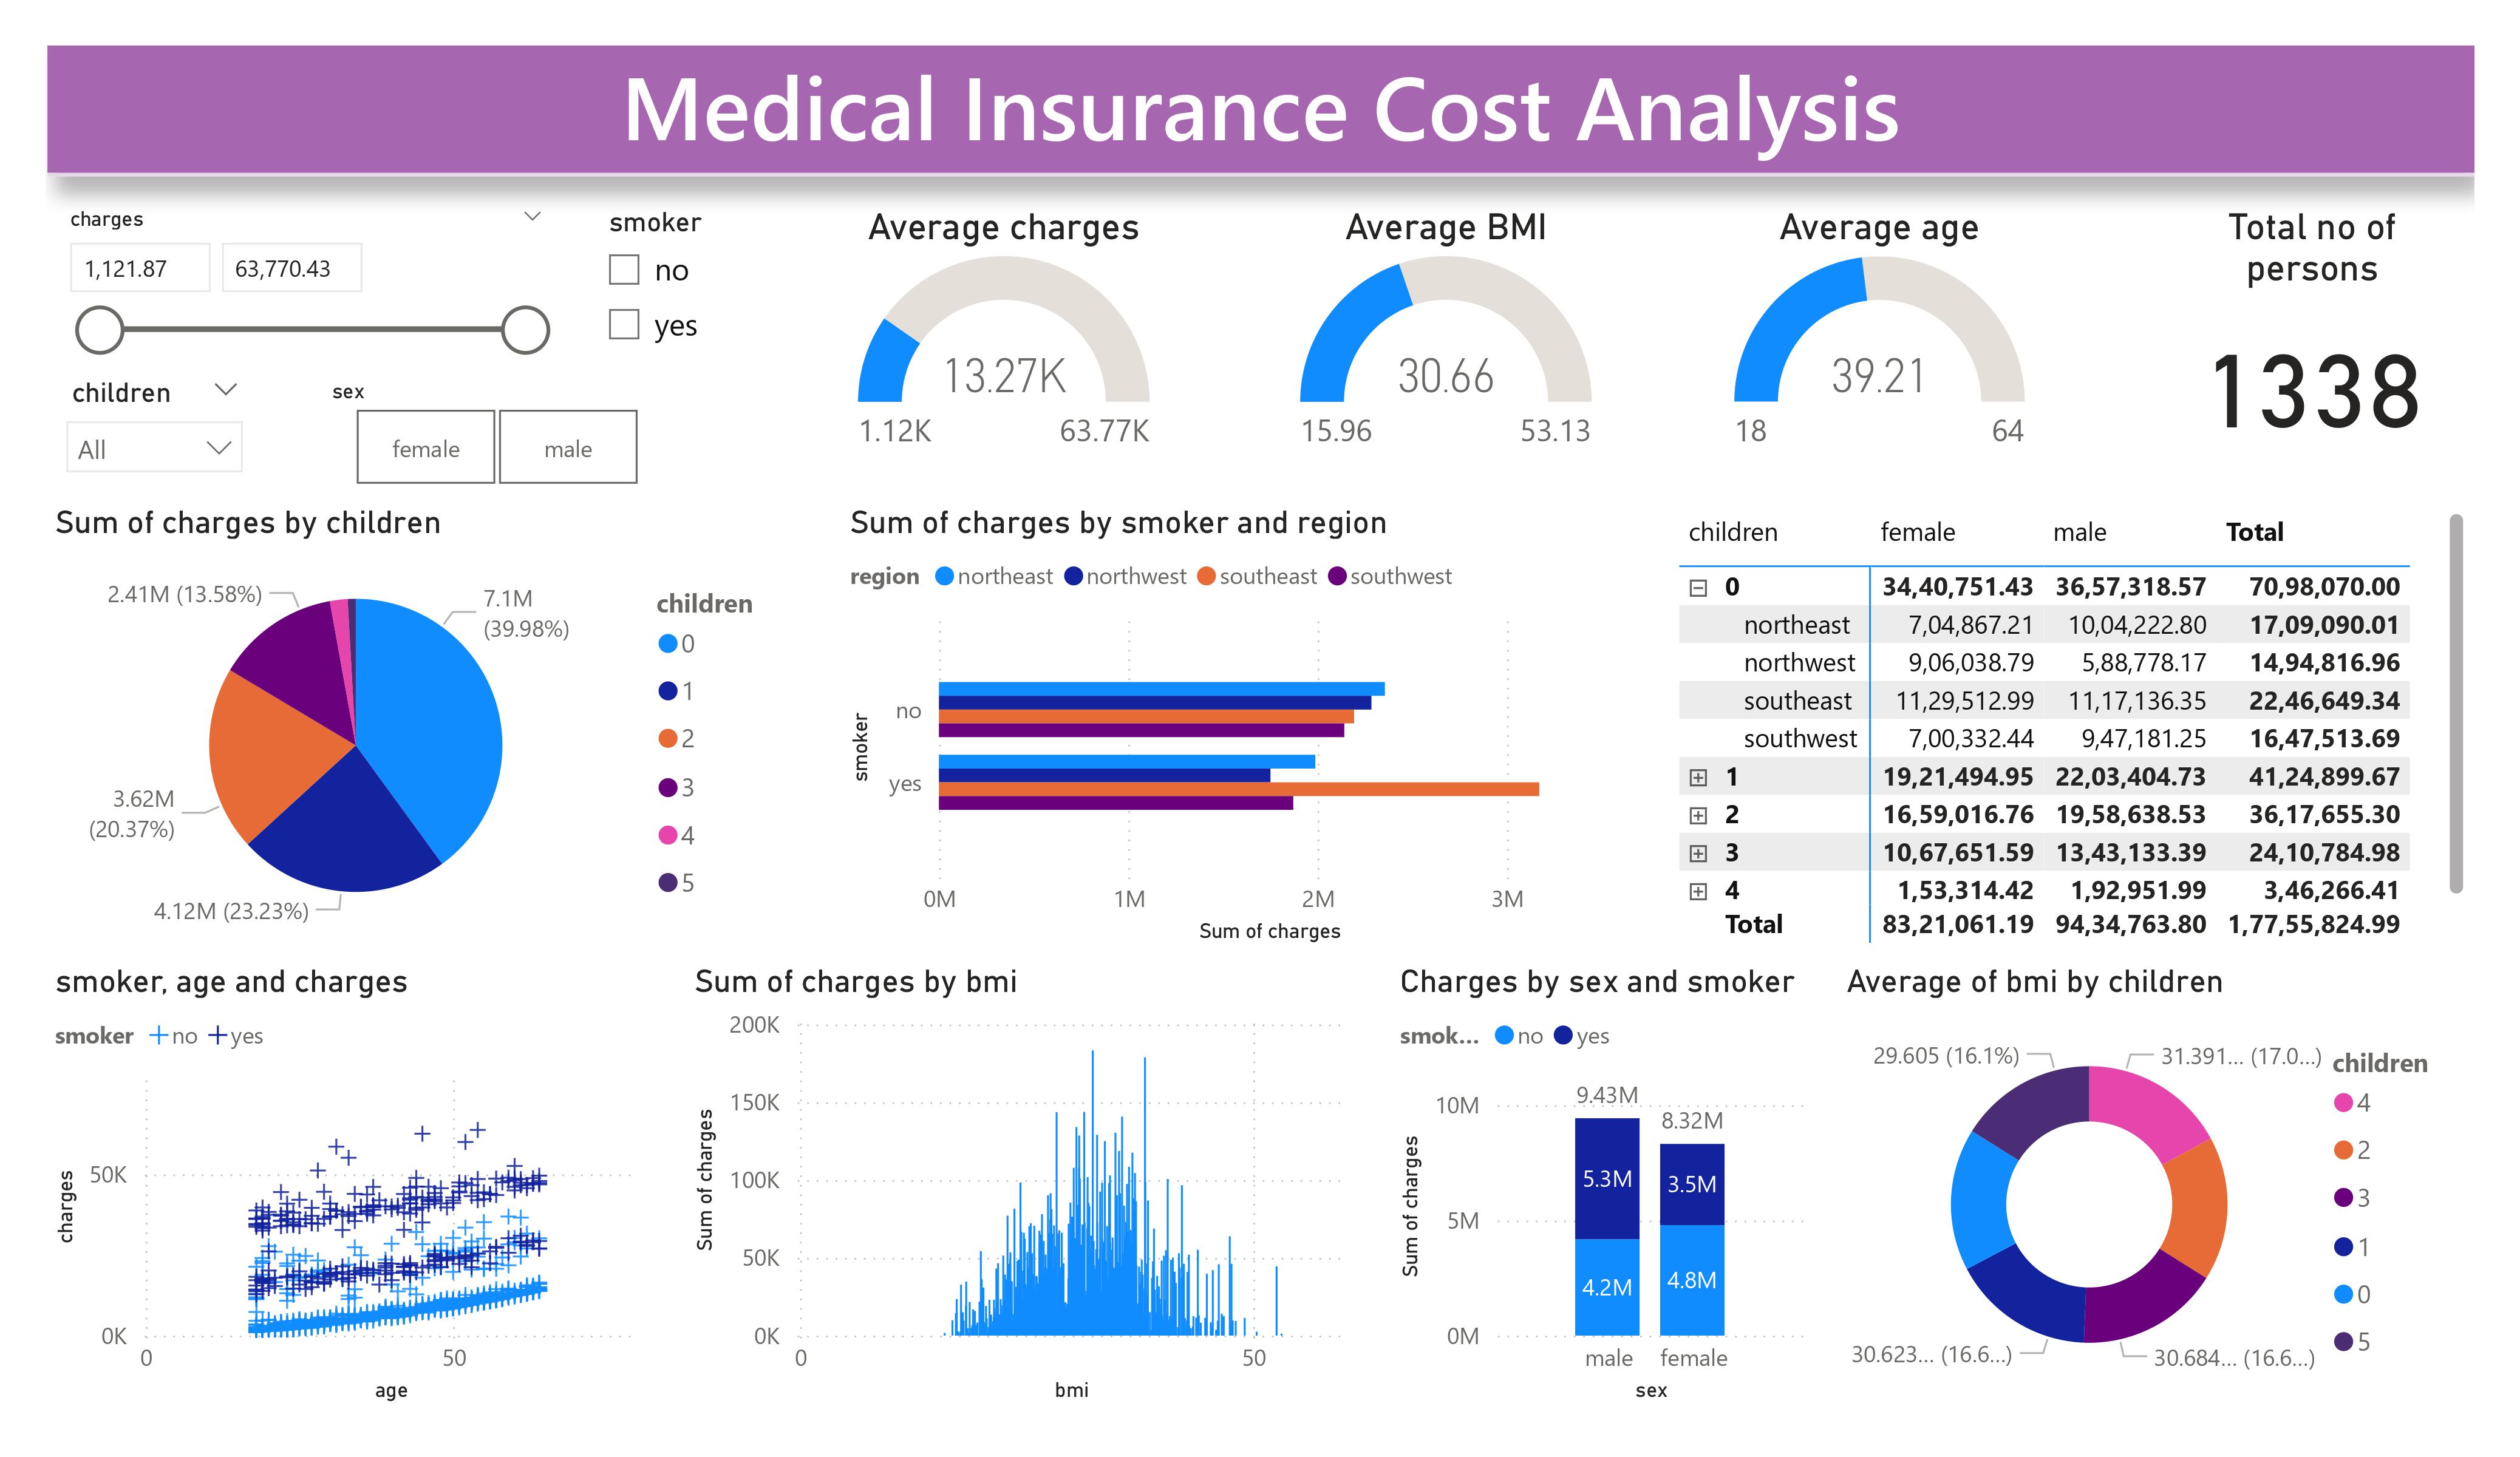 Medical Insurance Cost Analysis
charges
1,121.87 63,770.43
smoker
no
yes
children
All
sex
female male
Average charges
13.27K
1.12K 63.77K
Average BMI
30.66
15.96 53.13
Average age
39.21
18 64
Total no of
persons
1338
Sum of charges by children
2.41M (13.58%)
7.1M
(39.98%)
3.62M
(20.37%)
4.12M (23.23%)
children
0
1
2
3
4
5
Sum of charges by smoker and region
region northeast northwest southeast southwest
smoker
no
yes
0M 1M 2M 3M
Sum of charges
children female male Total
0 34,40,751.43 36,57,318.57 70,98,070.00
northeast 7,04,867.21 10,04,222.80 17,09,090.01
northwest 9,06,038.79 5,88,778.17 14,94,816.96
southeast 11,29,512.99 11,17,136.35 22,46,649.34
southwest 7,00,332.44 9,47,181.25 16,47,513.69
1 19,21,494.95 22,03,404.73 41,24,899.67
2 16,59,016.76 19,58,638.53 36,17,655.30
3 10,67,651.59 13,43,133.39 24,10,784.98
4 1,53,314.42 1,92,951.99 3,46,266.41
Total 83,21,061.19 94,34,763.80 1,77,55,824.99
smoker, age and charges
smoker no yes
charges
50K
0K
0 50
age
Sum of charges by bmi
Sum of charges
200K
150K
100K
50K
0K
0 50
bmi
Charges by sex and smoker
smok... no yes
Sum of charges
10M
5M
0M
9.43M
8.32M
5.3M 3.5M
4.2M 4.8M
male female
sex
Average of bmi by children
29.605 (16.1%) 31.391... (17.0...)
30.623... (16.6...) 30.684... (16.6...)
children
4
2
3
1
0
5